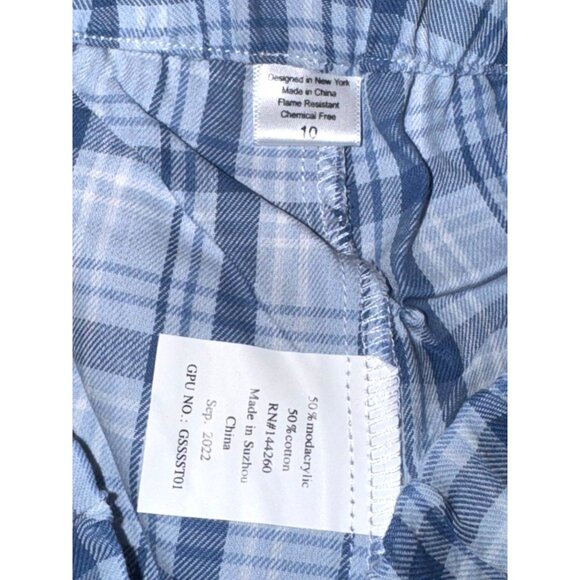 Designed in New York
Made in China
Flame Resistant
Chemical Free
10
50%modacrylic
50%cotton
RN#144260
Made in Suzhou
China
Sep. 2022
GPU NO.: GSSSST01